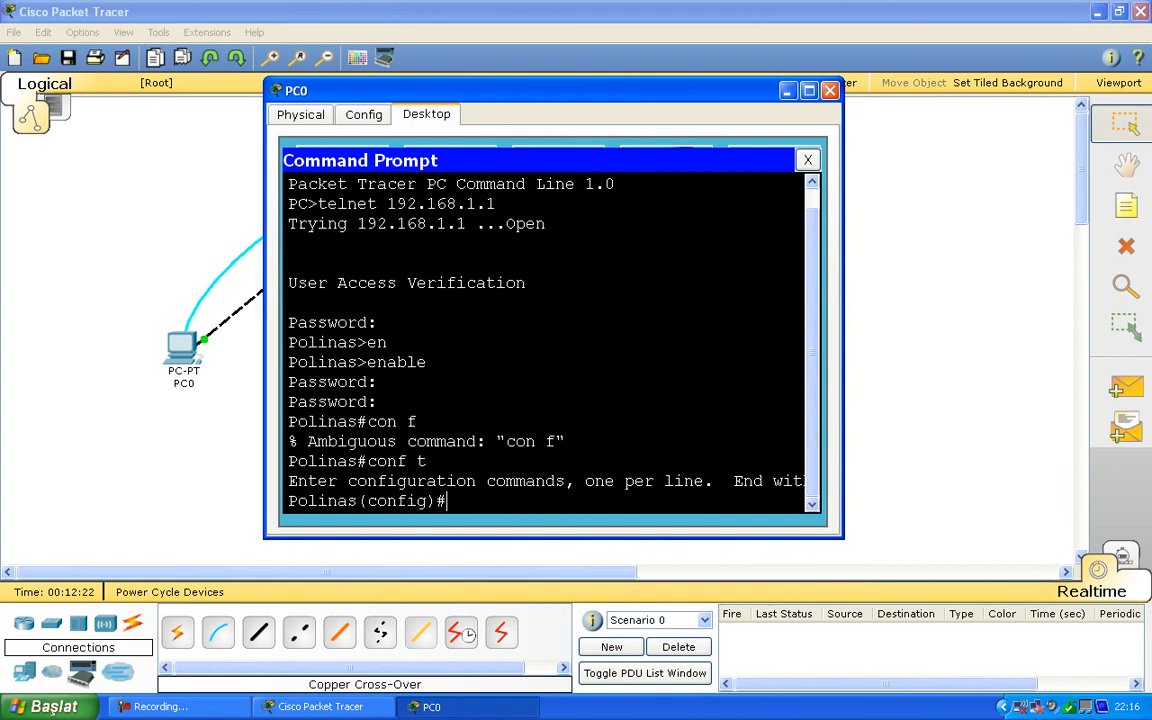 Cisco Packet Tracer
File Edit Options View Tools Extensions Help
Logical [Root] Move Object Set Tiled Background Viewport
PC0
Physical Config Desktop
Command Prompt X
Packet Tracer PC Command Line 1.0
PC>telnet 192.168.1.1
Trying 192.168.1.1 ...Open
User Access Verification
Password:
Polinas>en
Polinas>enable
Password:
Password:
Polinas#con f
% Ambiguous command: "con f"
Polinas#conf t
Enter configuration commands, one per line.  End with
Polinas(config)#
PC-PT
PC0
Time: 00:12:22 Power Cycle Devices
Realtime
Connections
Copper Cross-Over
Scenario 0
New Delete
Toggle PDU List Window
Fire Last Status Source Destination Type Color Time (sec) Periodic
Başlat Recording... Cisco Packet Tracer PC0 22:16